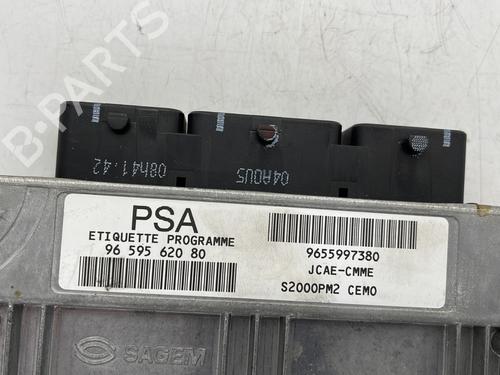 B-PARTS
08h41:42
04AOU5
PSA
ETIQUETTE PROGRAMME
96 595 620 80
9655997380
JCAE-CMME
S2000PM2 CEMO
SAGEM